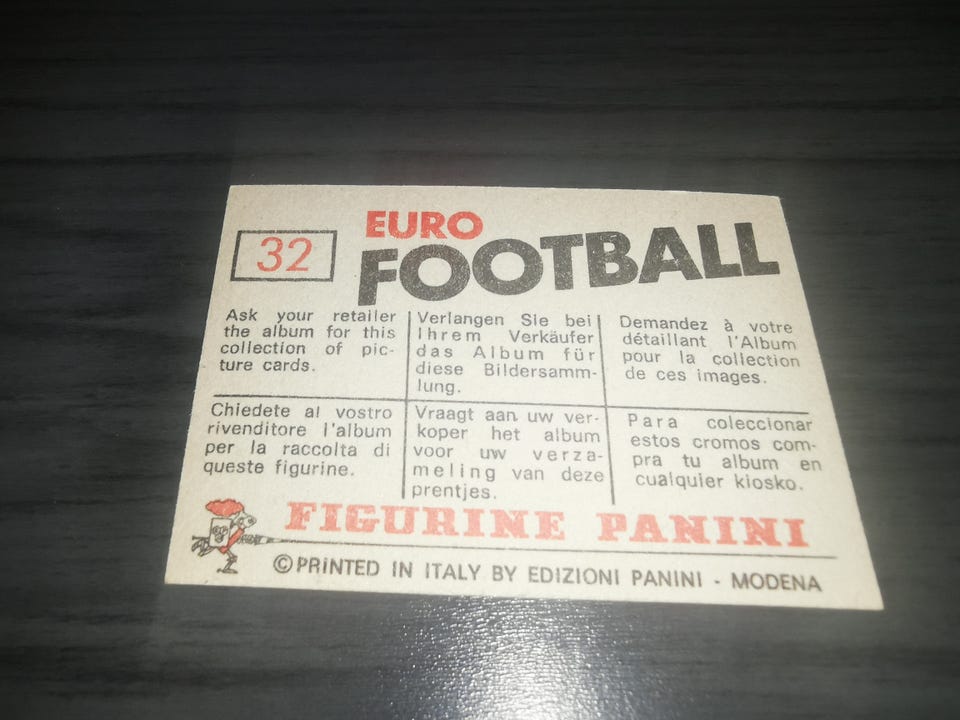 32
EURO
FOOTBALL
Ask your retailer
the album for this
collection of pic-
ture cards.
Verlangen Sie bei
Ihrem Verkäufer
das Album für
diese Bildersamm-
lung.
Demandez à votre
détaillant l'Album
pour la collection
de ces images.
Chiedete al vostro
rivenditore l'album
per la raccolta di
queste figurine.
Vraagt aan uw ver-
koper het album
voor uw verza-
meling van deze
prentjes.
Para coleccionar
estos cromos com-
pra tu album en
cualquier kiosko.
FIGURINE PANINI
©PRINTED IN ITALY BY EDIZIONI PANINI - MODENA